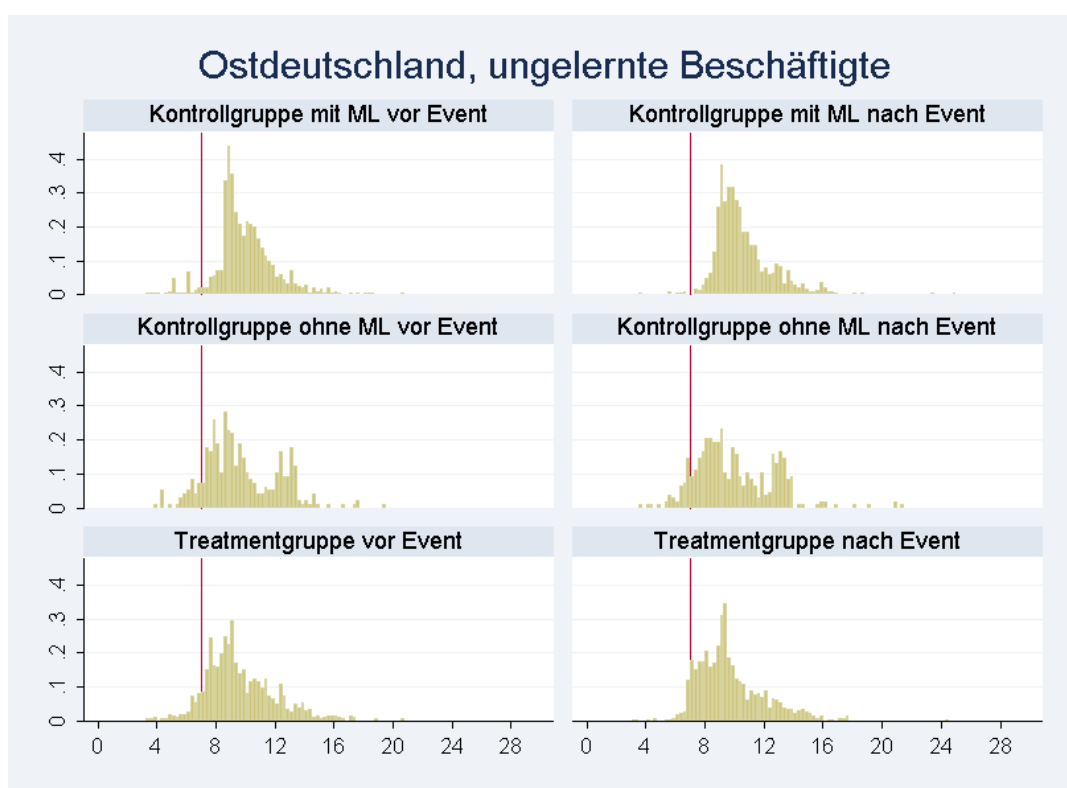 Ostdeutschland, ungelernte Beschäftigte
Kontrollgruppe mit ML vor Event
Kontrollgruppe mit ML nach Event
.4
.3
.2
.1
0
Kontrollgruppe ohne ML vor Event
Kontrollgruppe ohne ML nach Event
.4
.3
.2
.1
0
Treatmentgruppe vor Event
Treatmentgruppe nach Event
.4
.3
.2
.1
0
0 4 8 12 16 20 24 28
0 4 8 12 16 20 24 28